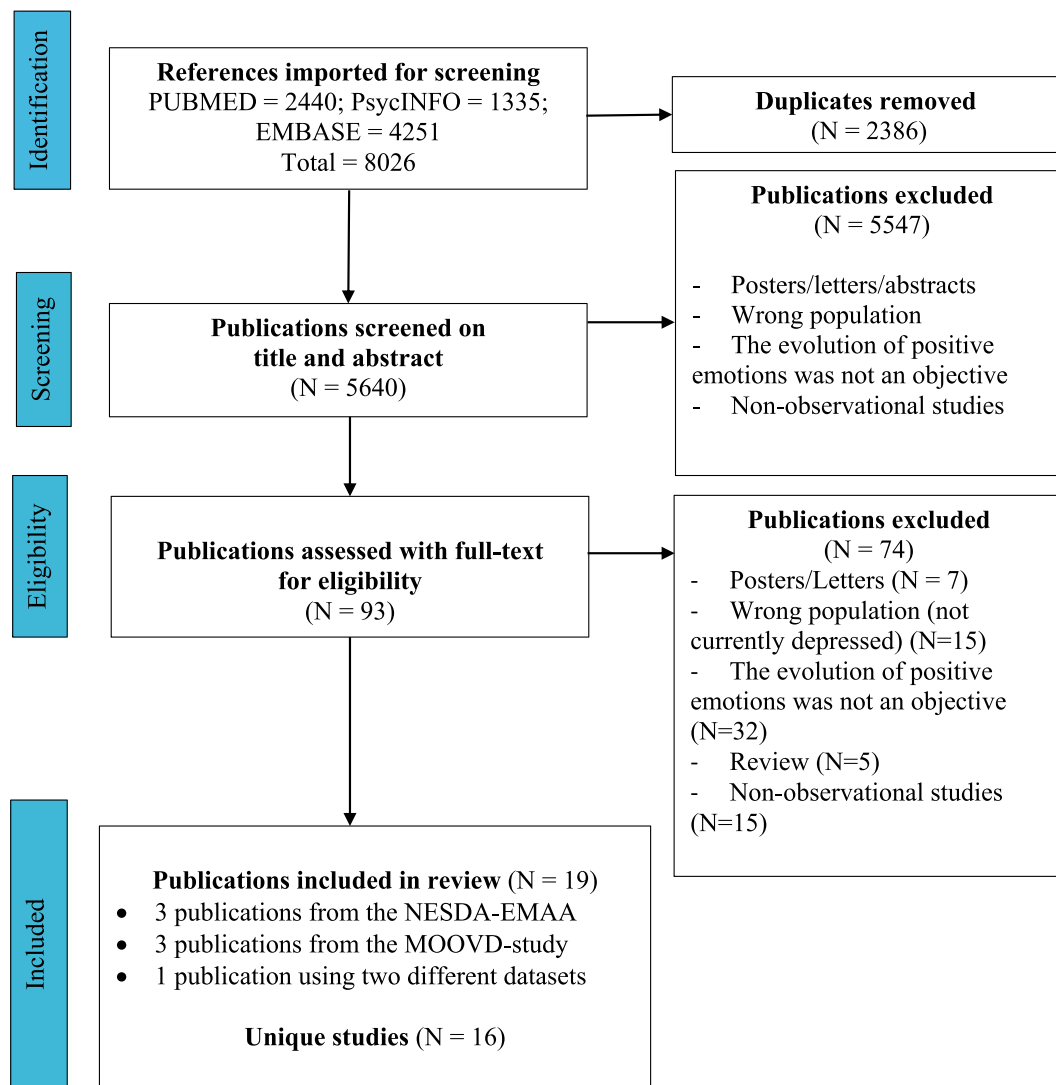 Identification
References imported for screening
PUBMED = 2440; PsycINFO = 1335;
EMBASE = 4251
Total = 8026
Duplicates removed
(N = 2386)
Screening
Publications screened on
title and abstract
(N = 5640)
Publications excluded
(N = 5547)
- Posters/letters/abstracts
- Wrong population
- The evolution of positive
emotions was not an objective
- Non-observational studies
Eligibility
Publications assessed with full-text
for eligibility
(N = 93)
Publications excluded
(N = 74)
- Posters/Letters (N = 7)
- Wrong population (not
currently depressed) (N=15)
- The evolution of positive
emotions was not an objective
(N=32)
- Review (N=5)
- Non-observational studies
(N=15)
Included
Publications included in review (N = 19)
• 3 publications from the NESDA-EMAA
• 3 publications from the MOOVD-study
• 1 publication using two different datasets
Unique studies (N = 16)